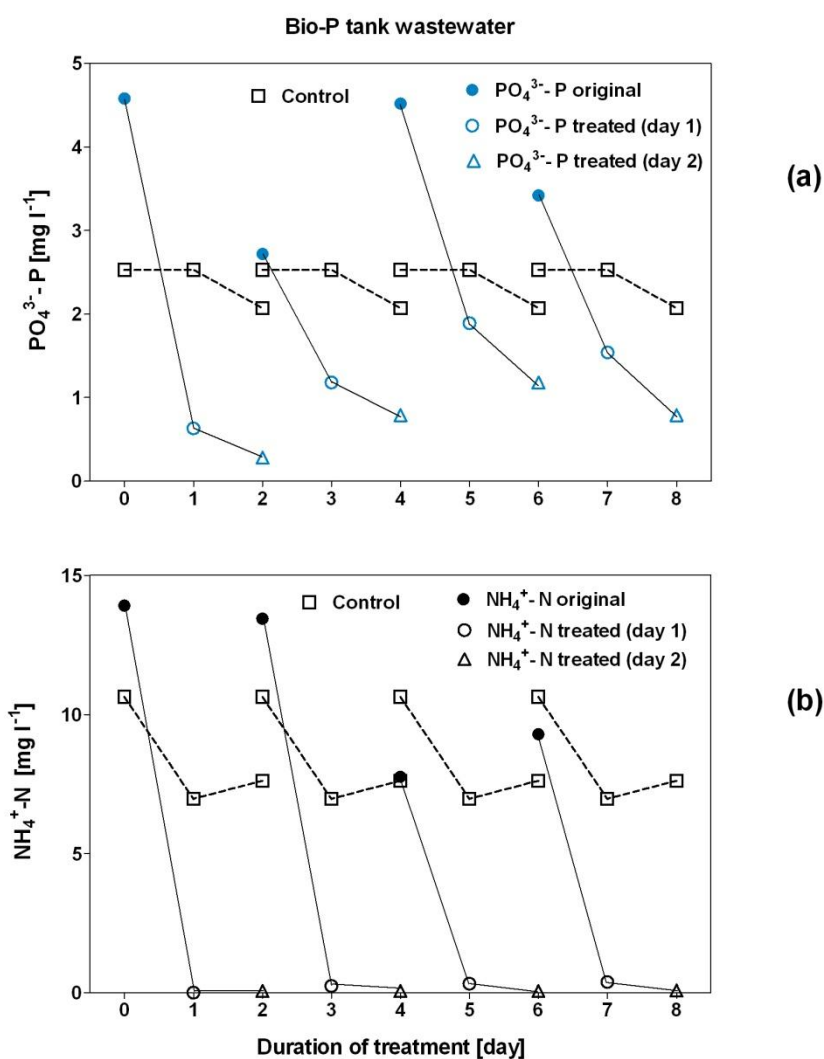 Bio-P tank wastewater
5
4
3
2
1
0
PO₄³⁻- P [mg l⁻¹]
Control
PO₄³⁻- P original
PO₄³⁻- P treated (day 1)
PO₄³⁻- P treated (day 2)
(a)
0 1 2 3 4 5 6 7 8
15
10
5
0
NH₄⁺-N [mg l⁻¹]
Control
NH₄⁺- N original
NH₄⁺- N treated (day 1)
NH₄⁺- N treated (day 2)
(b)
0 1 2 3 4 5 6 7 8
Duration of treatment [day]